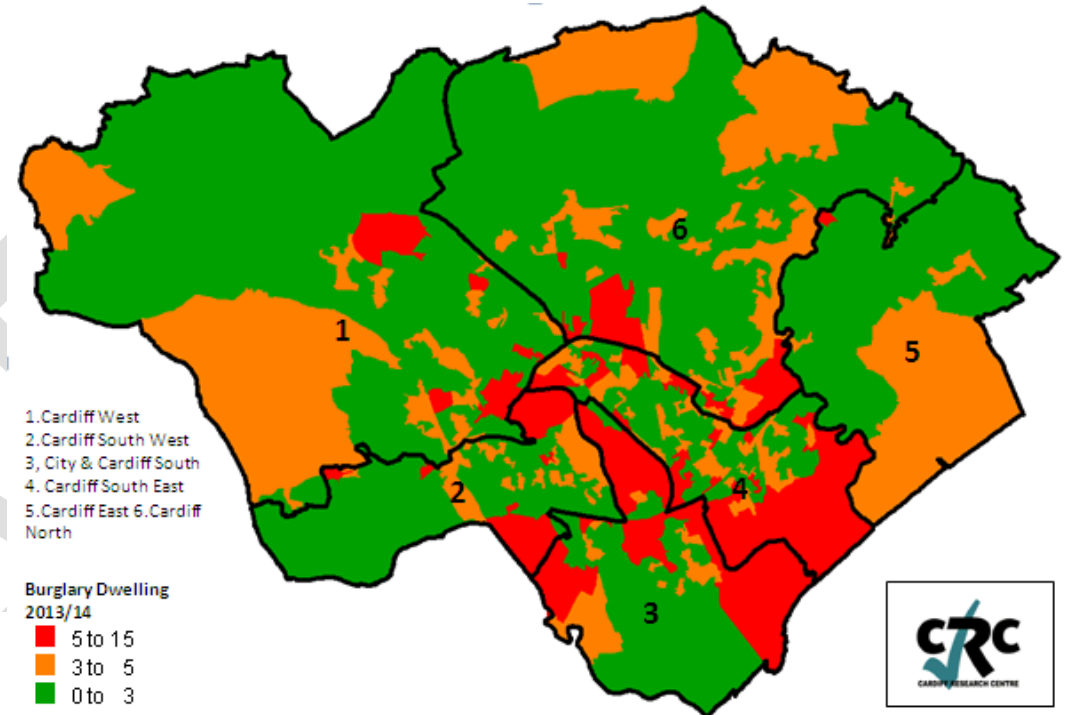 6
5
1
1.Cardiff West
2.Cardiff South West
3, City & Cardiff South
4. Cardiff South East
5.Cardiff East 6.Cardiff
North
2
4
3
Burglary Dwelling
2013/14
5 to 15
3 to 5
0 to 3
CRC
CARDIFF RESEARCH CENTRE